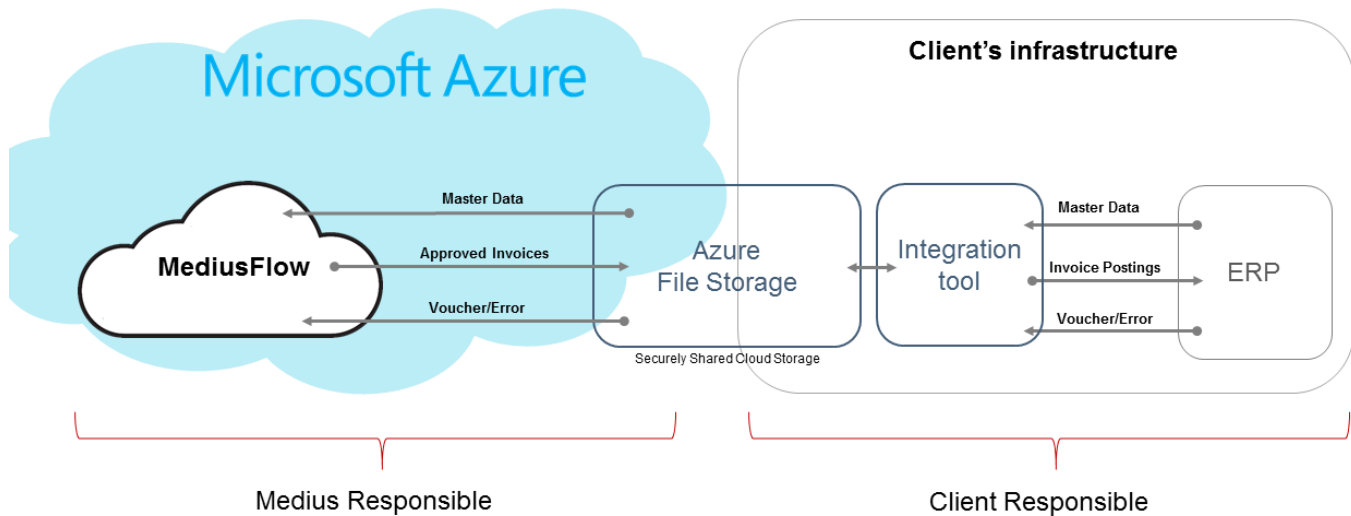 Client's infrastructure
Microsoft Azure
Master Data
Approved Invoices
Voucher/Error
MediusFlow
Azure
File Storage
Securely Shared Cloud Storage
Integration
tool
Master Data
Invoice Postings
Voucher/Error
ERP
Medius Responsible
Client Responsible